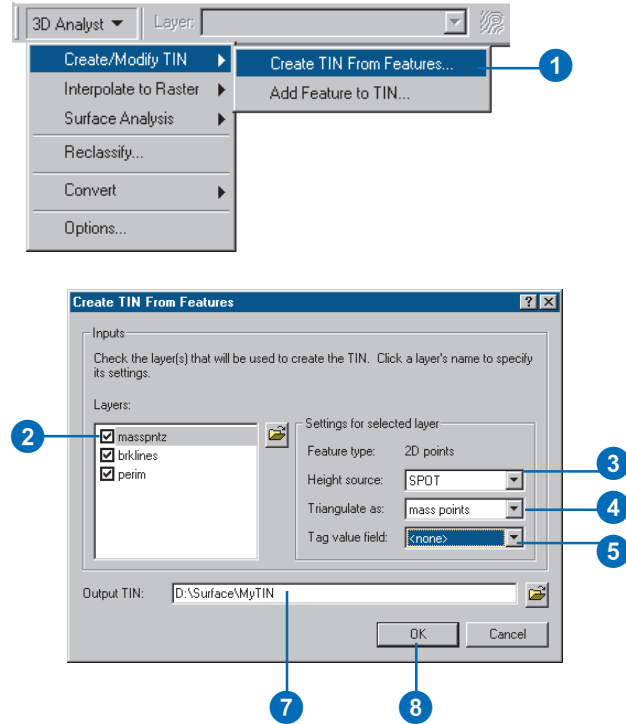 3D Analyst Layer:
Create/Modify TIN Create TIN From Features... 1
Interpolate to Raster Add Feature to TIN...
Surface Analysis
Reclassify...
Convert
Options...
Create TIN From Features
Inputs
Check the layer(s) that will be used to create the TIN. Click a layer's name to specify
its settings.
Layers:
2 masspntz
brklines
perim
Settings for selected layer
Feature type: 2D points
Height source: SPOT 3
Triangulate as: mass points 4
Tag value field: <none> 5
Output TIN: D:\Surface\MyTIN
OK Cancel
7 8